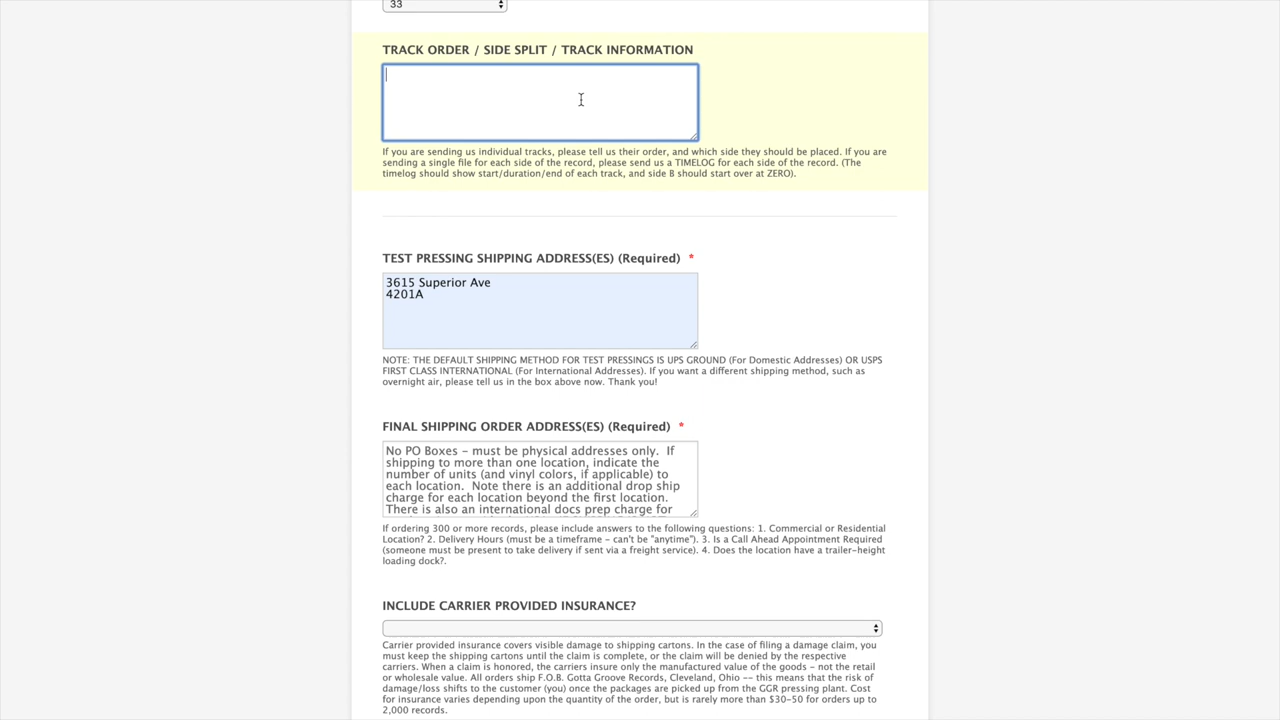 33
TRACK ORDER / SIDE SPLIT / TRACK INFORMATION
If you are sending us individual tracks, please tell us their order, and which side they should be placed. If you are
sending a single file for each side of the record, please send us a TIMELOG for each side of the record. (The
timelog should show start/duration/end of each track, and side B should start over at ZERO).
TEST PRESSING SHIPPING ADDRESS(ES) (Required) *
3615 Superior Ave
4201A
NOTE: THE DEFAULT SHIPPING METHOD FOR TEST PRESSINGS IS UPS GROUND (For Domestic Addresses) OR USPS
FIRST CLASS INTERNATIONAL (For International Addresses). If you want a different shipping method, such as
overnight air, please tell us in the box above now. Thank you!
FINAL SHIPPING ORDER ADDRESS(ES) (Required) *
No PO Boxes – must be physical addresses only. If
shipping to more than one location, indicate the
number of units (and vinyl colors, if applicable) to
each location. Note there is an additional drop ship
charge for each location beyond the first location.
There is also an international docs prep charge for
If ordering 300 or more records, please include answers to the following questions: 1. Commercial or Residential
Location? 2. Delivery Hours (must be a timeframe – can't be "anytime"). 3. Is a Call Ahead Appointment Required
(someone must be present to take delivery if sent via a freight service). 4. Does the location have a trailer-height
loading dock?.
INCLUDE CARRIER PROVIDED INSURANCE?
Carrier provided insurance covers visible damage to shipping cartons. In the case of filing a damage claim, you
must keep the shipping cartons until the claim is complete, or the claim will be denied by the respective
carriers. When a claim is honored, the carriers insure only the manufactured value of the goods – not the retail
or wholesale value. All orders ship F.O.B. Gotta Groove Records, Cleveland, Ohio -- this means that the risk of
damage/loss shifts to the customer (you) once the packages are picked up from the GGR pressing plant. Cost
for insurance varies depending upon the quantity of the order, but is rarely more than $30-50 for orders up to
2,000 records.